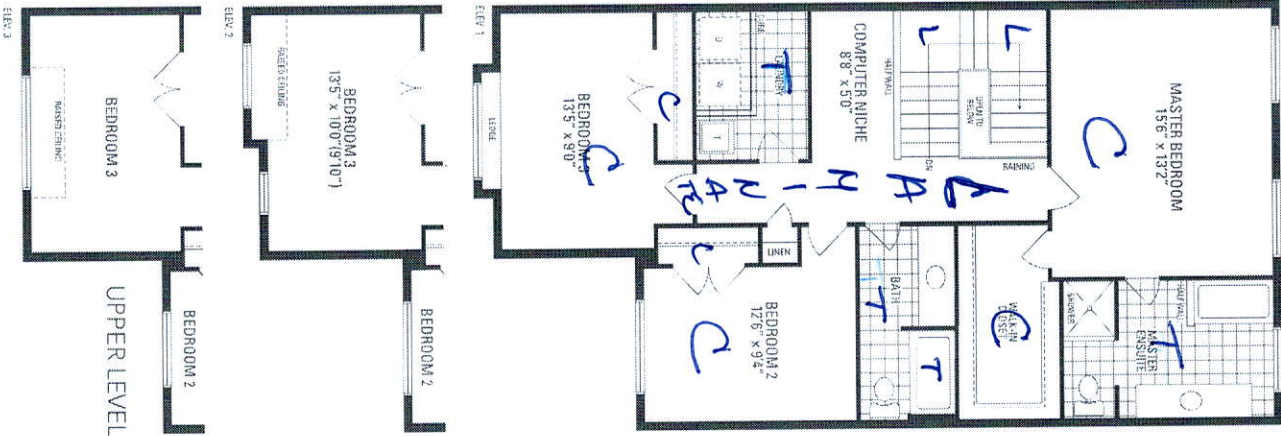 ELEV. 3
BEDROOM 3
RAISED CEILING
BEDROOM 2
UPPER LEVEL
ELEV. 2
RAISED CEILING
BEDROOM 3
13'5" x 10'0"(9'10")
BEDROOM 2
ELEV. 1
LEDGE
BEDROOM 3
13'5" x 9'0"
C
C
LAUNDRY
T
COMPUTER NICHE
8'8" x 5'0"
HALF WALL
L
L
OPEN TO
BELOW
DN
RAILING
LAMINATE
LINEN
C
BEDROOM 2
12'6" x 9'4"
C
BATH
T
T
WALK-IN
CLOSET
C
MASTER BEDROOM
15'6" x 13'2"
C
HALF WALL
SHOWER
MASTER
ENSUITE
T